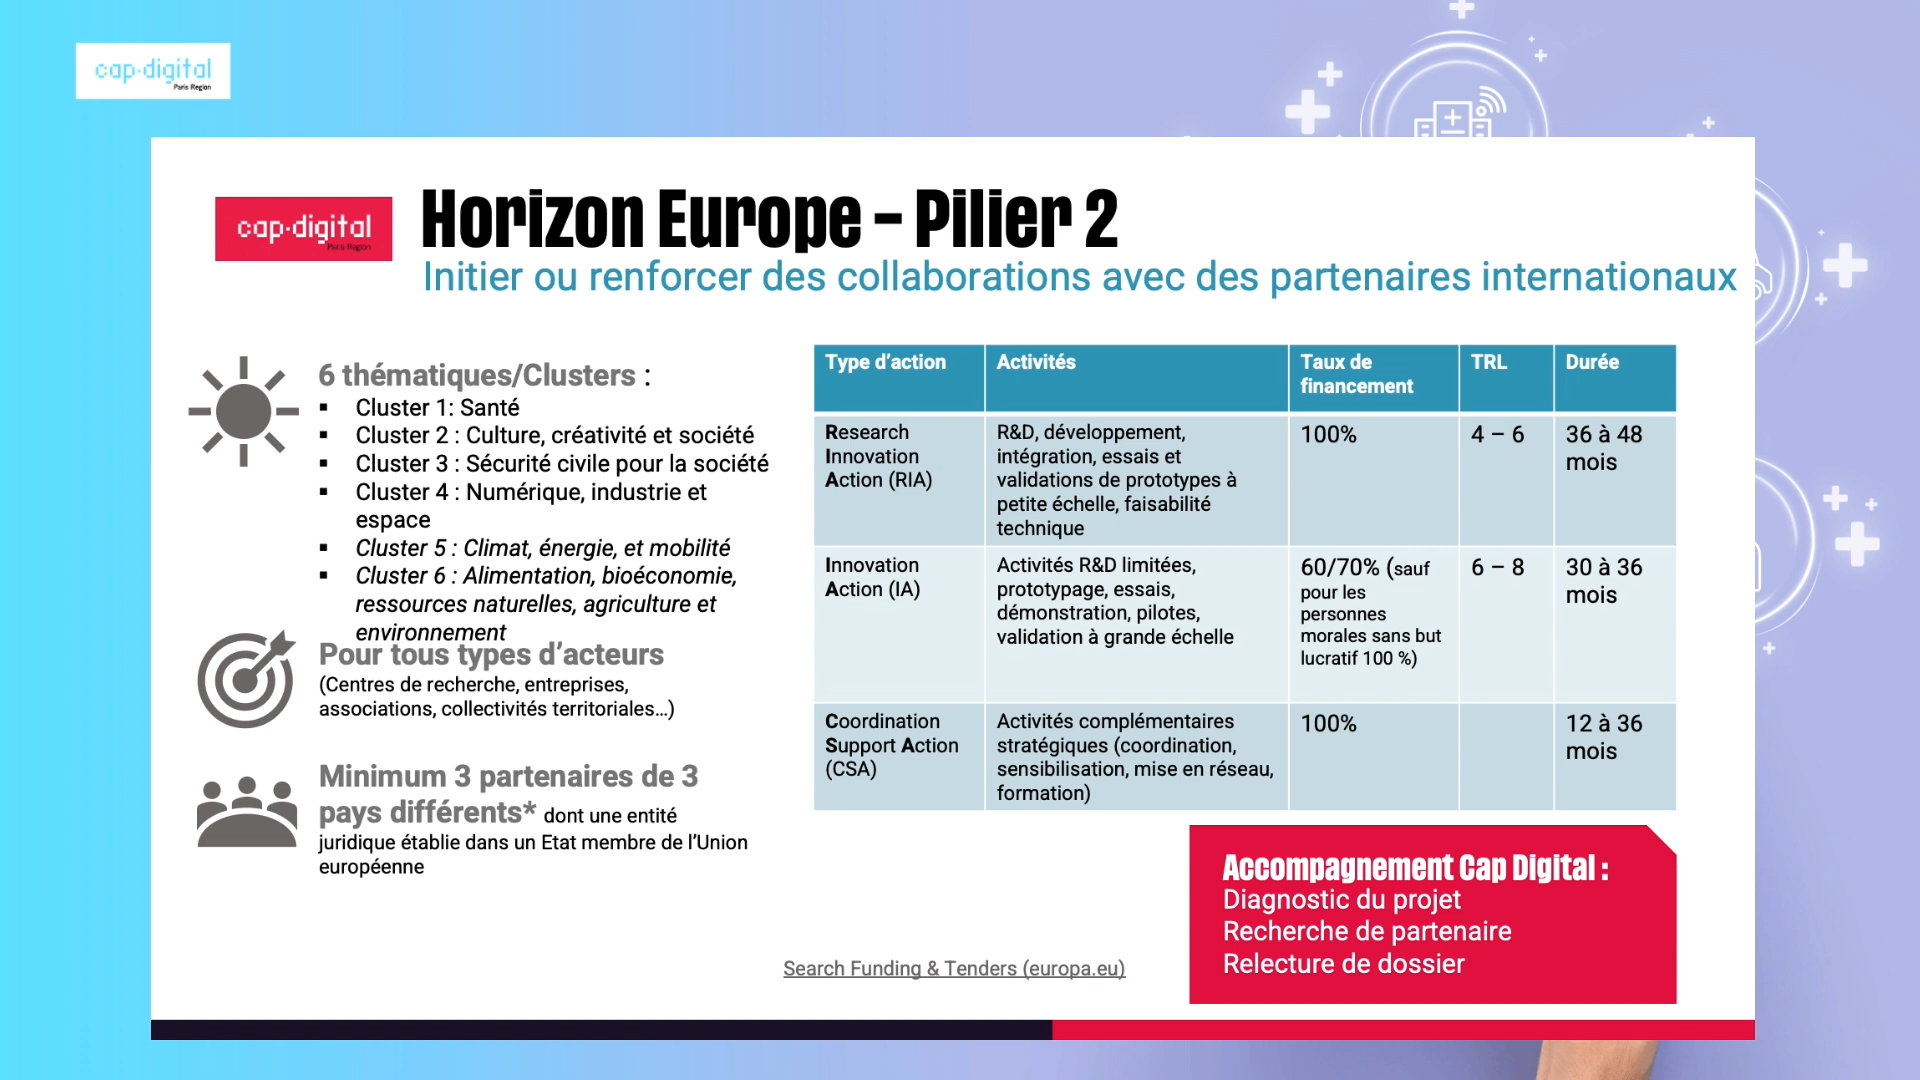 cap·digital
Paris Region
cap·digital
Paris Region
Horizon Europe – Pilier 2
Initier ou renforcer des collaborations avec des partenaires internationaux
6 thématiques/Clusters :
▪ Cluster 1: Santé
▪ Cluster 2 : Culture, créativité et société
▪ Cluster 3 : Sécurité civile pour la société
▪ Cluster 4 : Numérique, industrie et
espace
▪ Cluster 5 : Climat, énergie, et mobilité
▪ Cluster 6 : Alimentation, bioéconomie,
ressources naturelles, agriculture et
environnement
Pour tous types d’acteurs
(Centres de recherche, entreprises,
associations, collectivités territoriales…)
Minimum 3 partenaires de 3
pays différents* dont une entité
juridique établie dans un Etat membre de l’Union
européenne
Type d’action
Activités
Taux de
financement
TRL
Durée
Research
Innovation
Action (RIA)
R&D, développement,
intégration, essais et
validations de prototypes à
petite échelle, faisabilité
technique
100%
4 – 6
36 à 48
mois
Innovation
Action (IA)
Activités R&D limitées,
prototypage, essais,
démonstration, pilotes,
validation à grande échelle
60/70% (sauf
pour les
personnes
morales sans but
lucratif 100 %)
6 – 8
30 à 36
mois
Coordination
Support Action
(CSA)
Activités complémentaires
stratégiques (coordination,
sensibilisation, mise en réseau,
formation)
100%
12 à 36
mois
Accompagnement Cap Digital :
Diagnostic du projet
Recherche de partenaire
Relecture de dossier
Search Funding & Tenders (europa.eu)